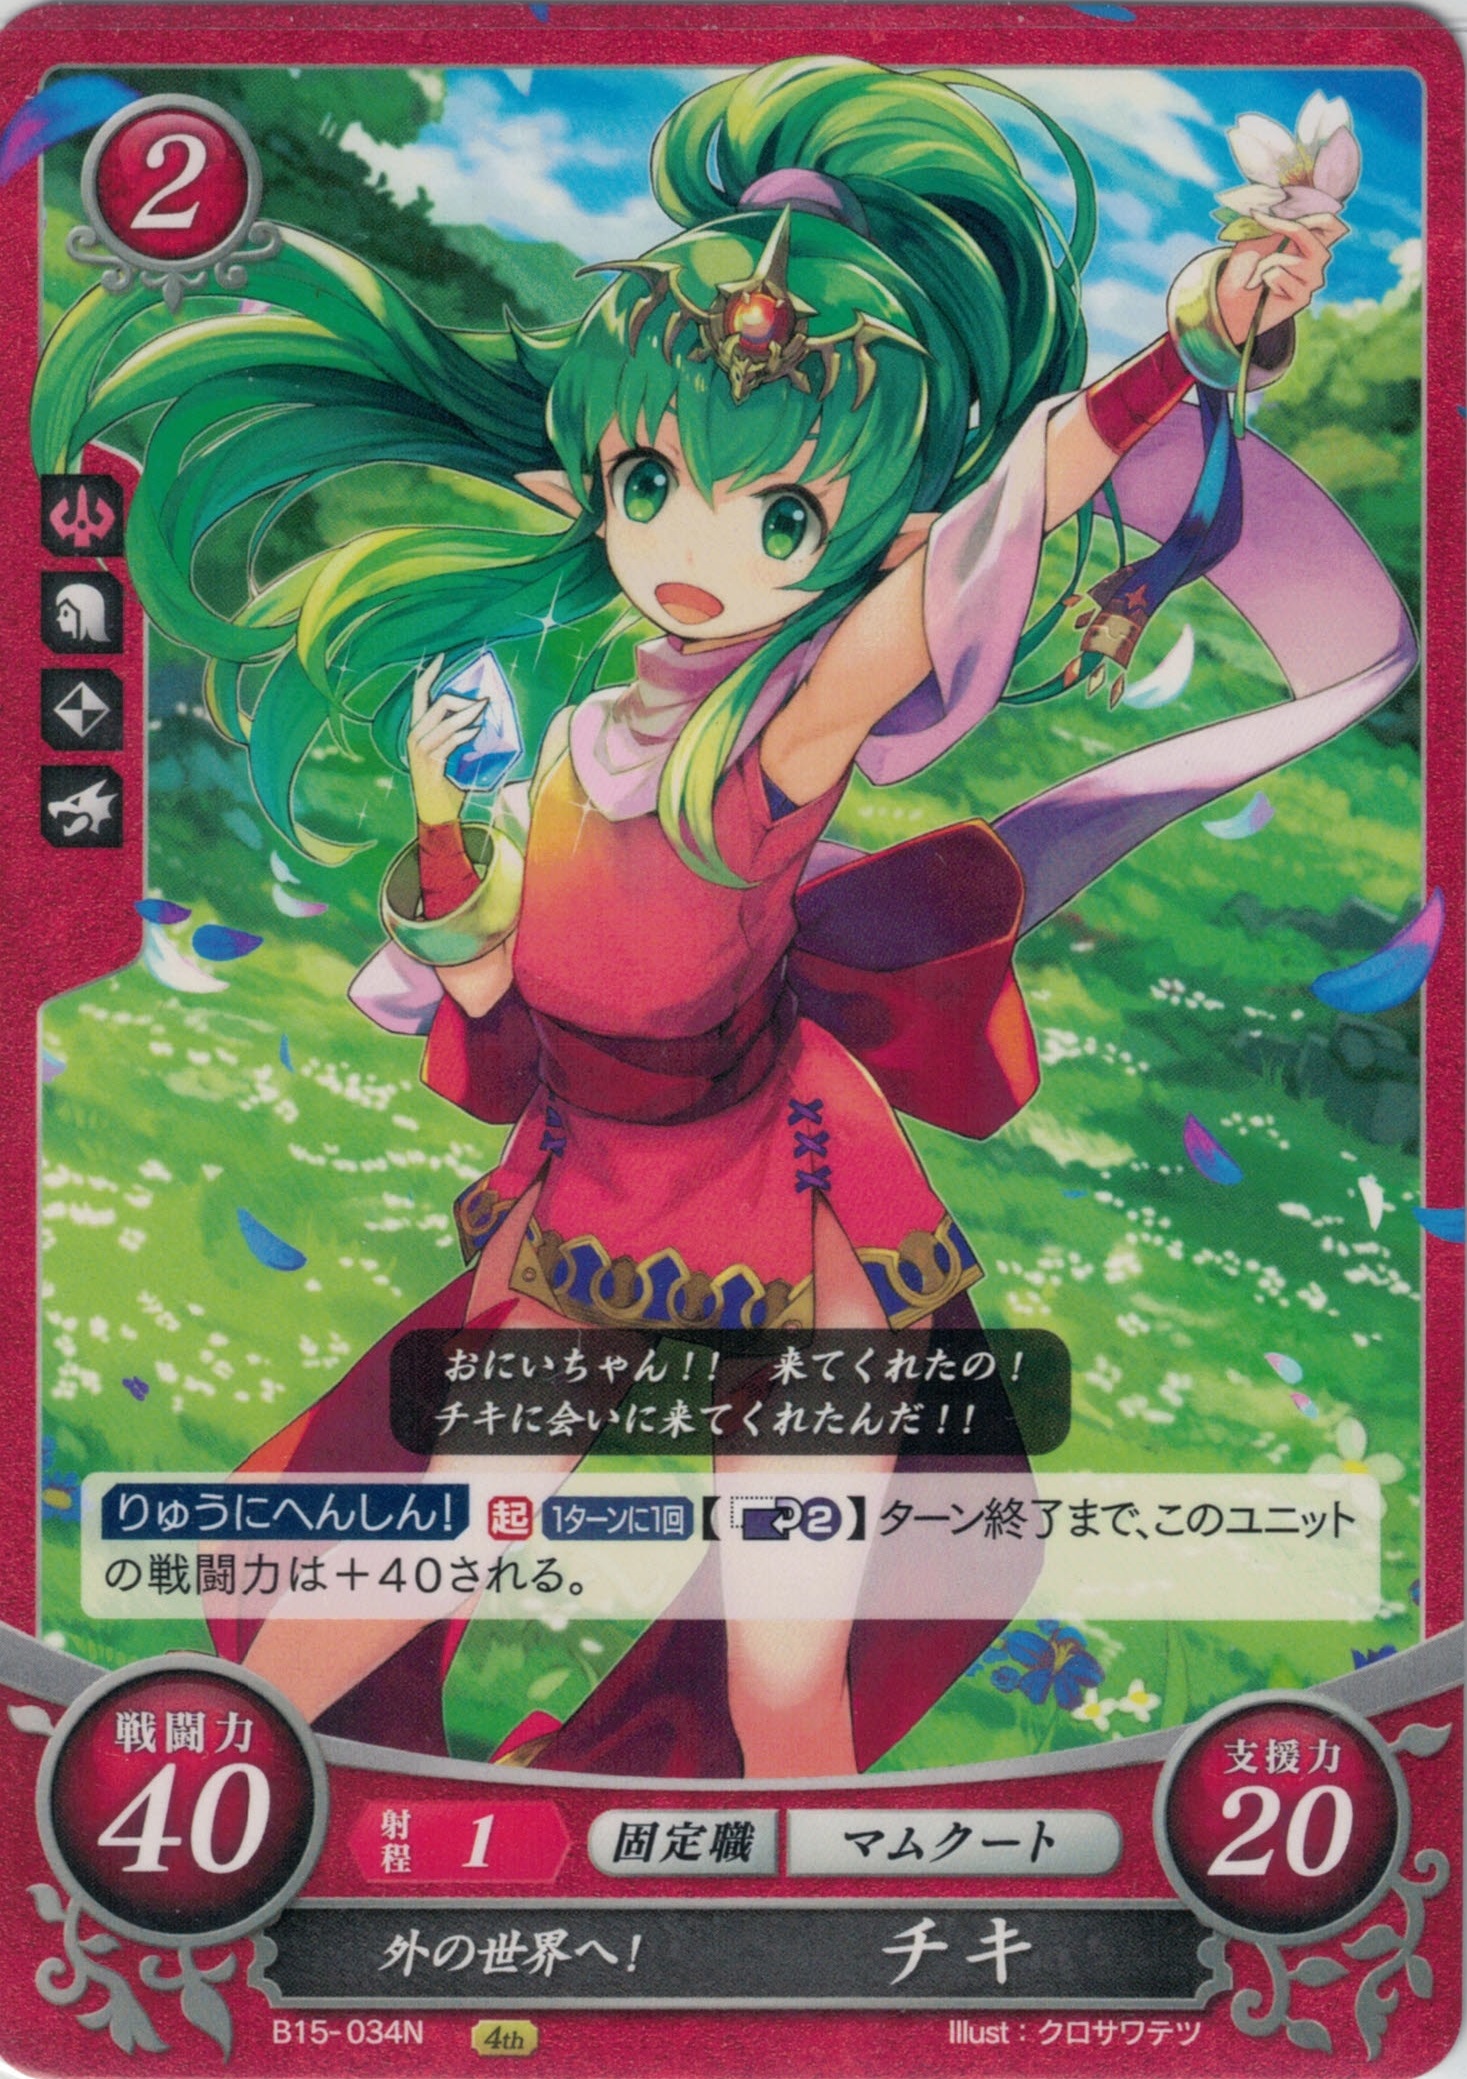 2
おにいちゃん!! 来てくれたの!
チキに会いに来てくれたんだ!!
りゅうにへんしん! 起 1ターンに1回【2】ターン終了まで、このユニット
の戦闘力は+40される。
戦闘力
40
射程 1
固定職 マムクート
支援力
20
外の世界へ! チキ
B15-034N 4th Illust:クロサワテツ